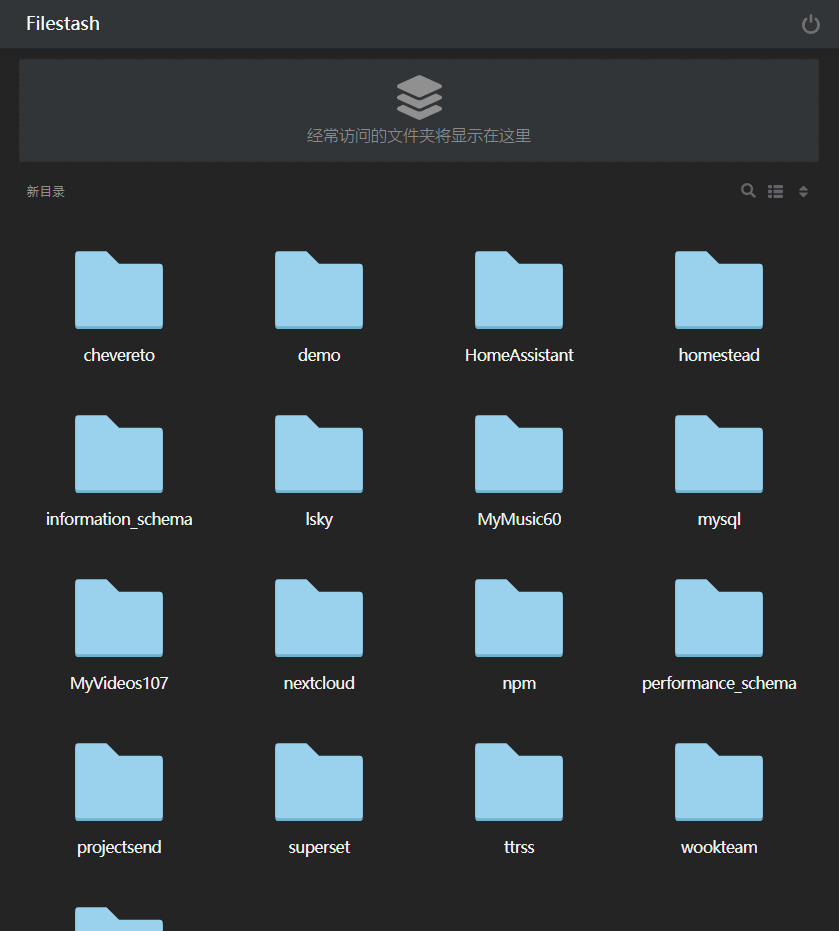 Filestash
经常访问的文件夹将显示在这里
新目录
chevereto
demo
HomeAssistant
homestead
information_schema
lsky
MyMusic60
mysql
MyVideos107
nextcloud
npm
performance_schema
projectsend
superset
ttrss
wookteam